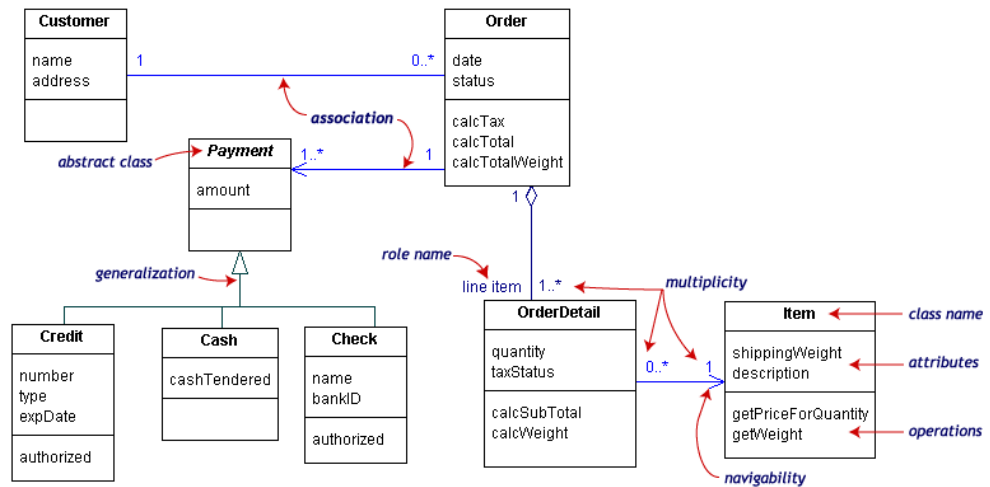 Customer
name
address
1
0..*
Order
date
status
calcTax
calcTotal
calcTotalWeight
association
abstract class
Payment
amount
1..*
1
generalization
Credit
number
type
expDate
authorized
Cash
cashTendered
Check
name
bankID
authorized
1
role name
line item
1..*
multiplicity
OrderDetail
quantity
taxStatus
calcSubTotal
calcWeight
0..*
1
Item
shippingWeight
description
getPriceForQuantity
getWeight
class name
attributes
operations
navigability